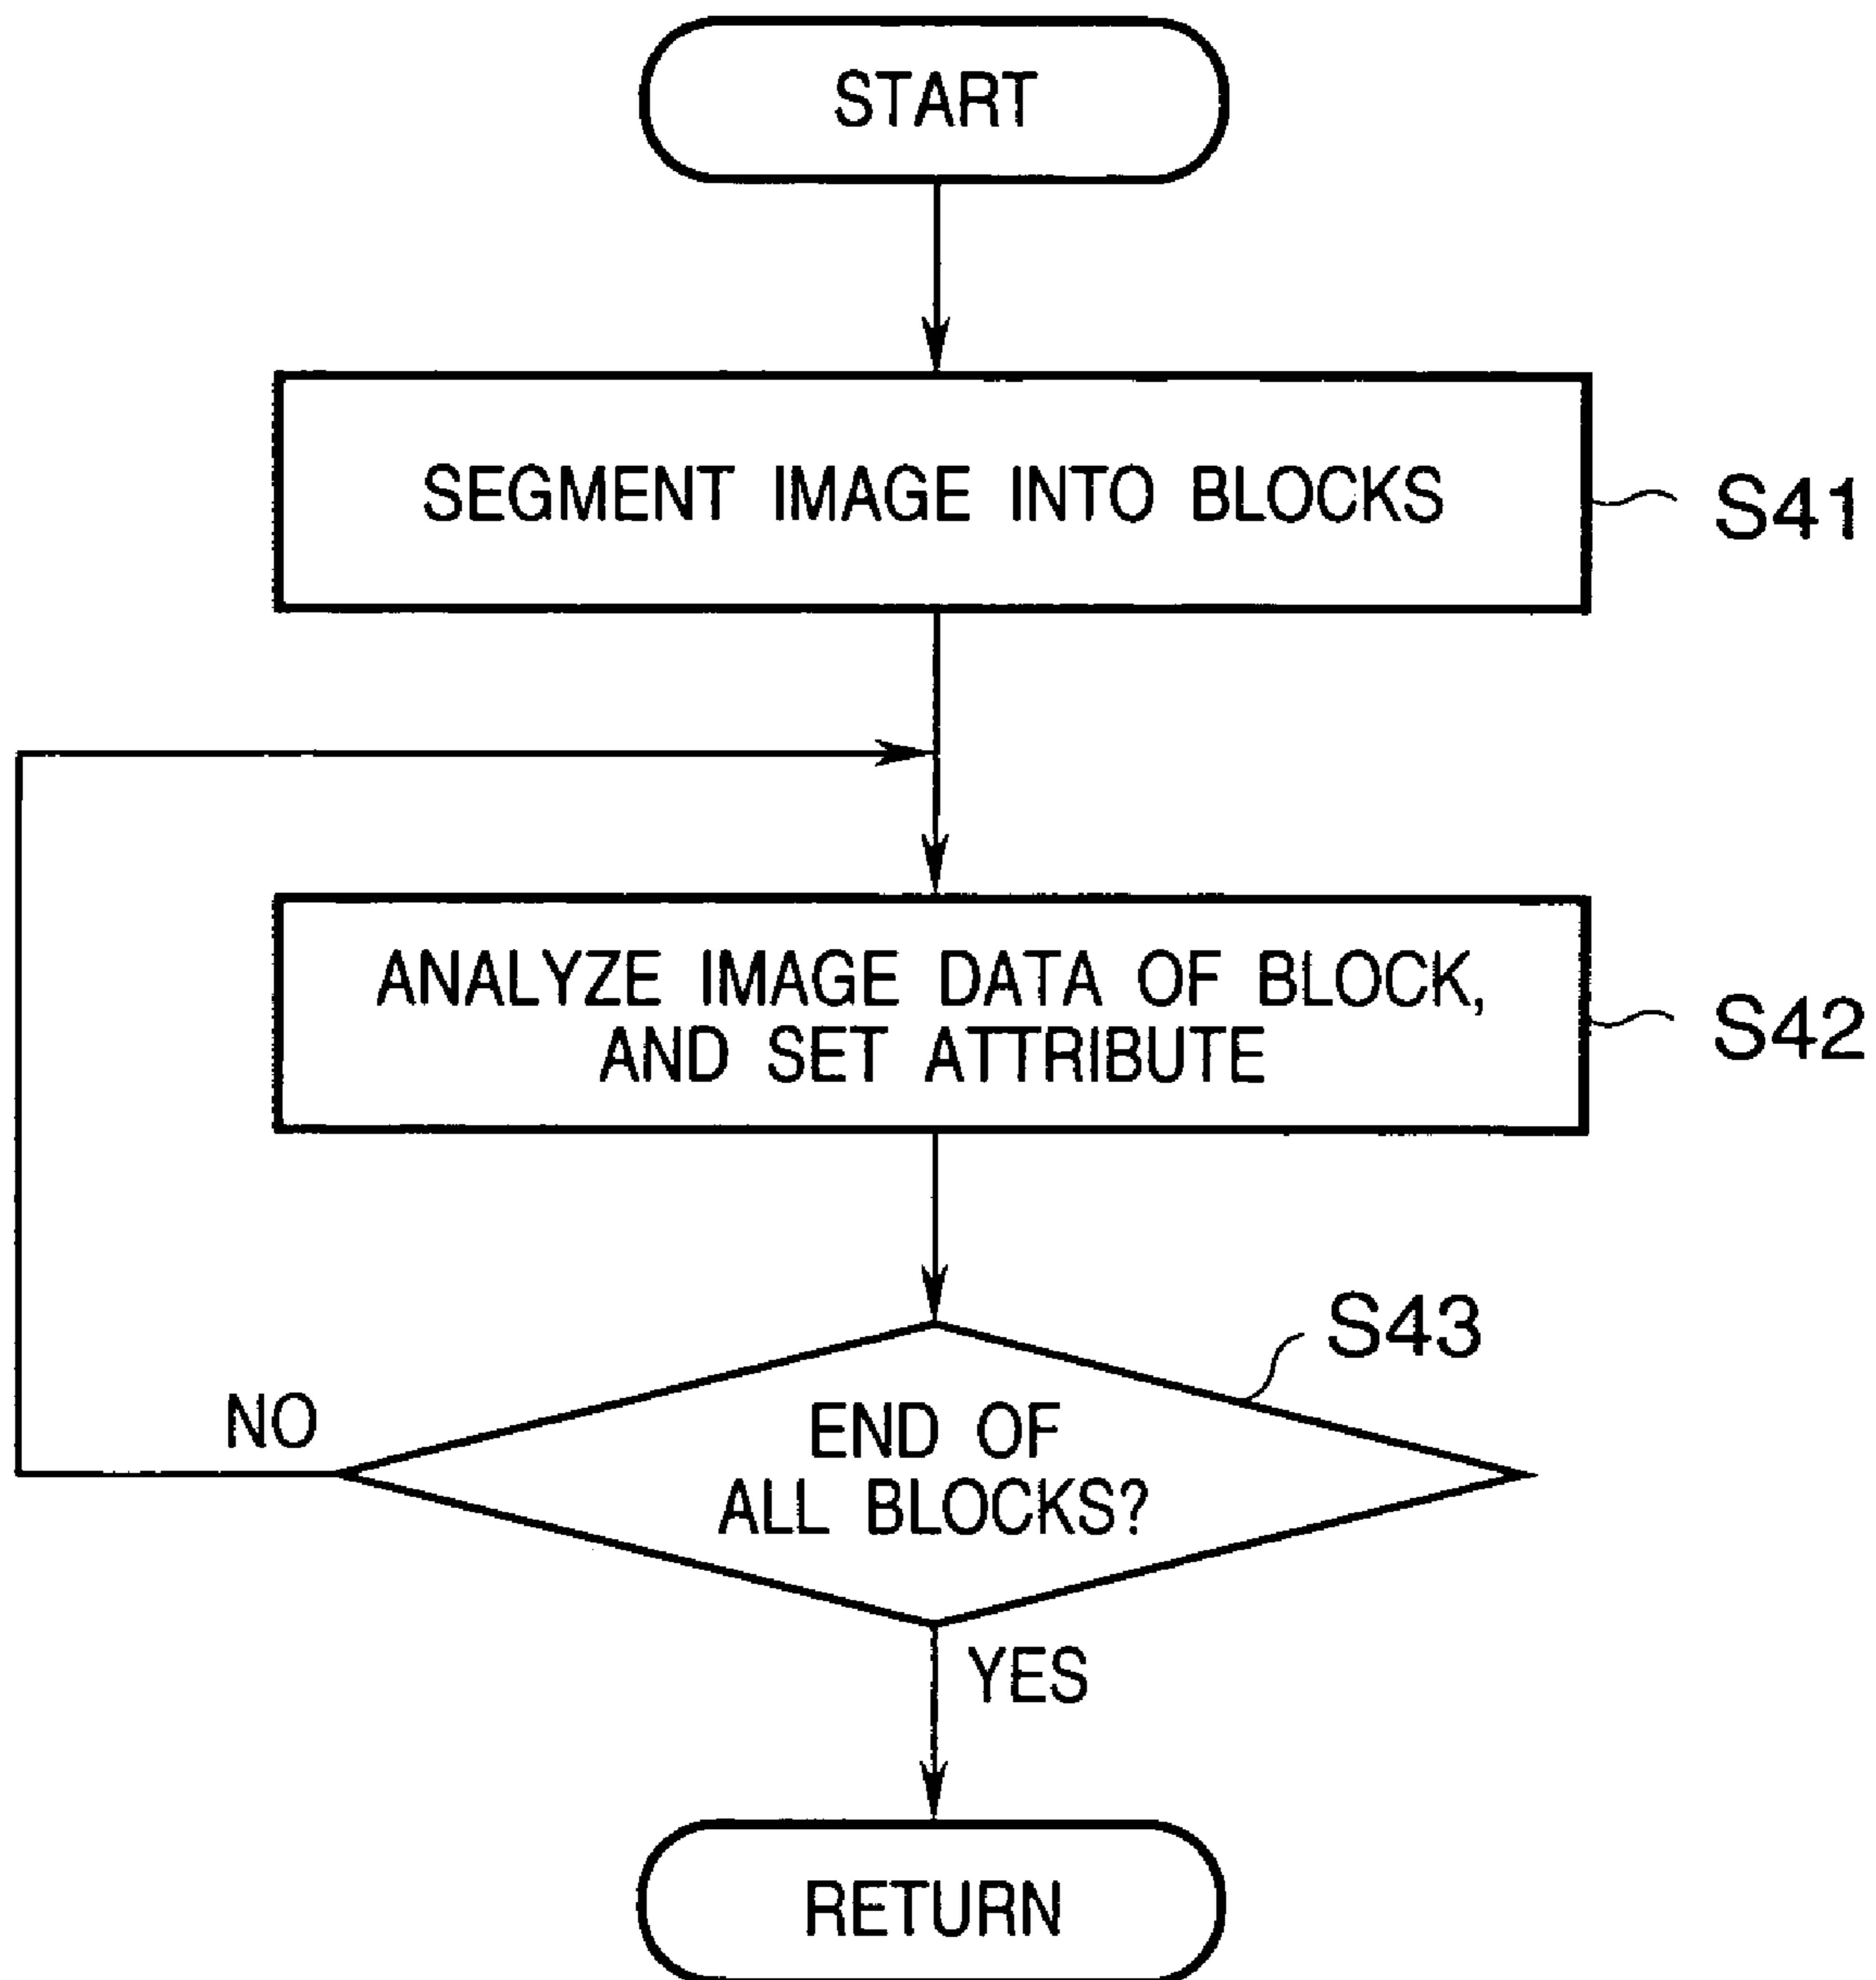 START
SEGMENT IMAGE INTO BLOCKS
S41
ANALYZE IMAGE DATA OF BLOCK,
AND SET ATTRIBUTE
S42
S43
NO
END OF
ALL BLOCKS?
YES
RETURN